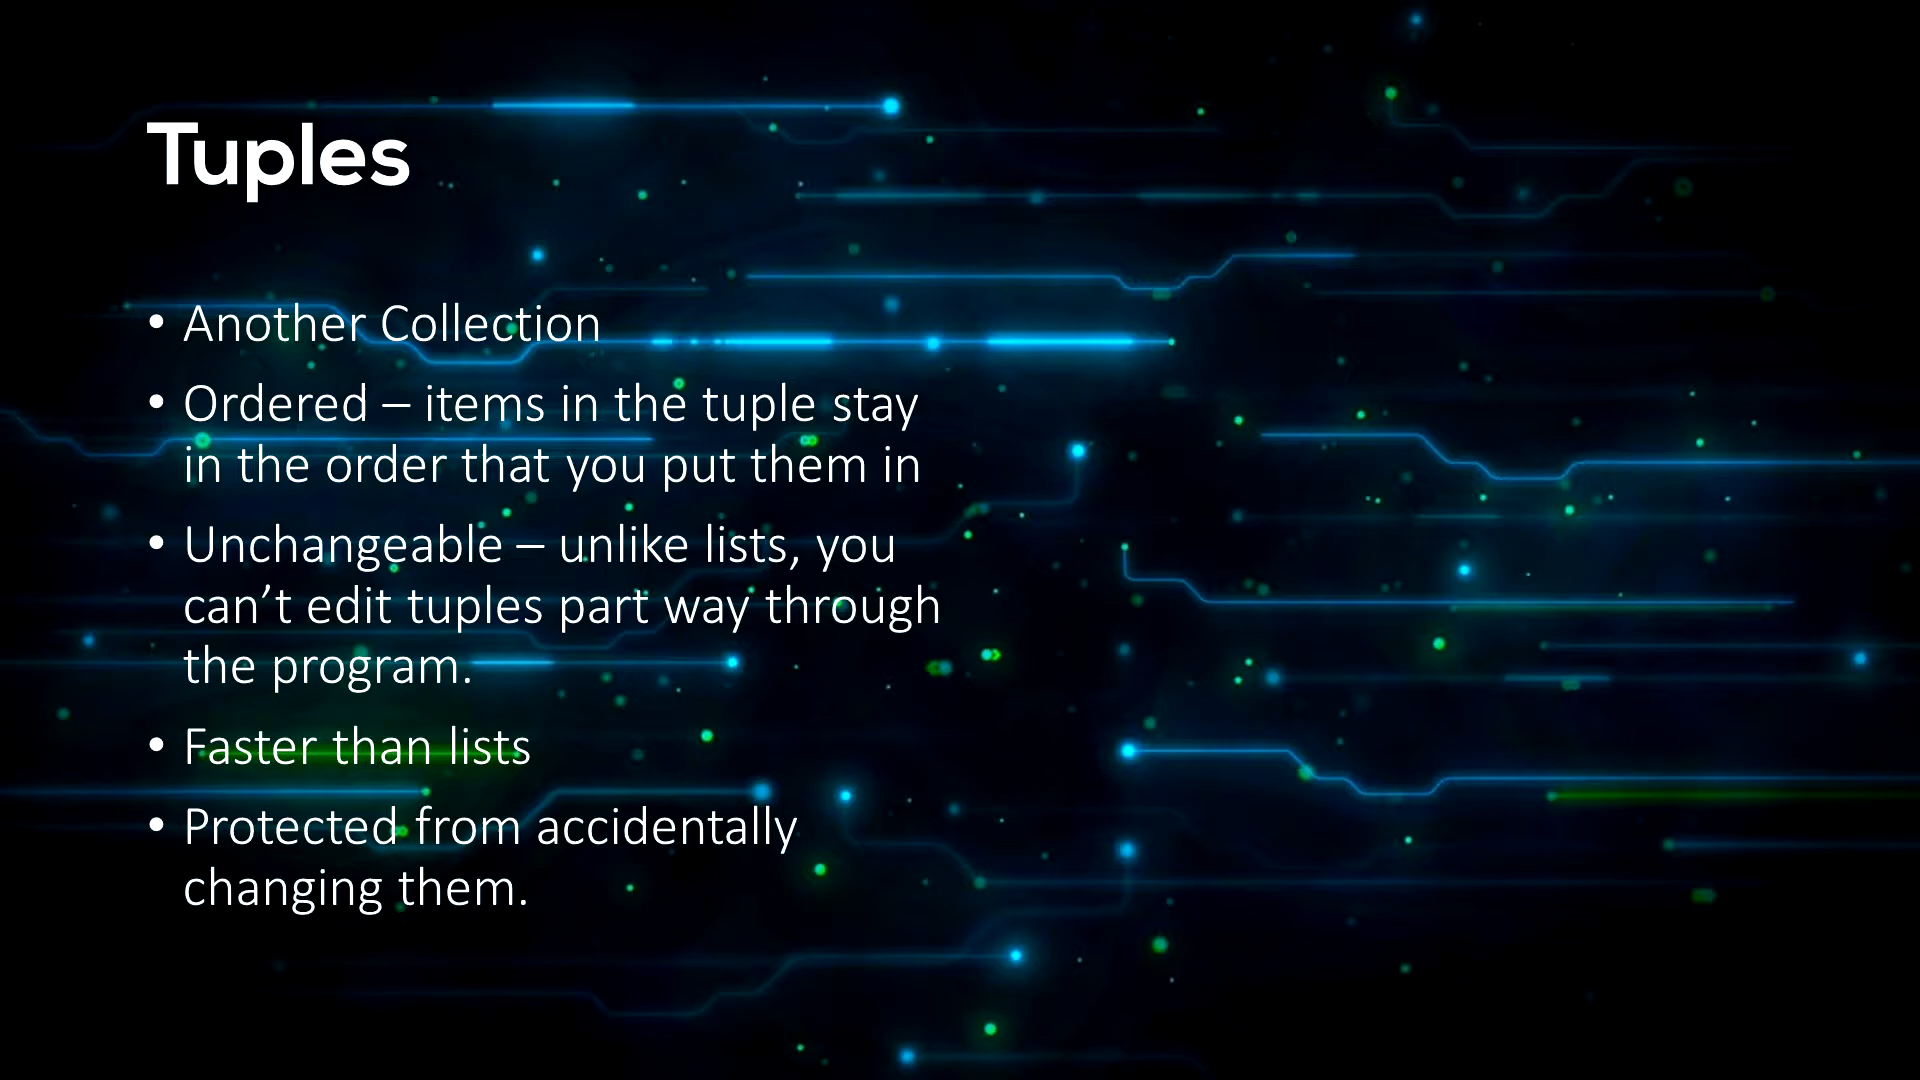 Tuples
• Another Collection
• Ordered – items in the tuple stay
in the order that you put them in
• Unchangeable – unlike lists, you
can’t edit tuples part way through
the program.
• Faster than lists
• Protected from accidentally
changing them.